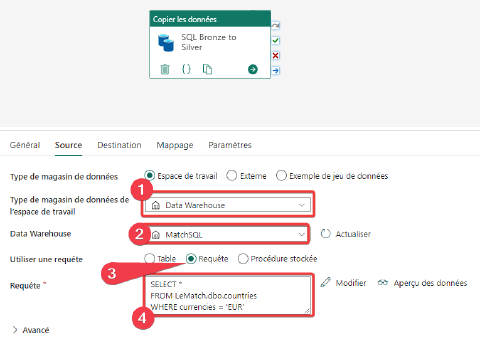 Copier les données
SQL Bronze to
Silver
Général Source Destination Mappage Paramètres
Type de magasin de données Espace de travail Externe Exemple de jeu de données
1
Type de magasin de données de
l'espace de travail
Data Warehouse
Data Warehouse 2 MatchSQL Actualiser
Utiliser une requête Table Requête Procédure stockée
3
Requête * SELECT * Modifier Aperçu des données
FROM LeMatch.dbo.countries
WHERE currencies = 'EUR'
4
Avancé